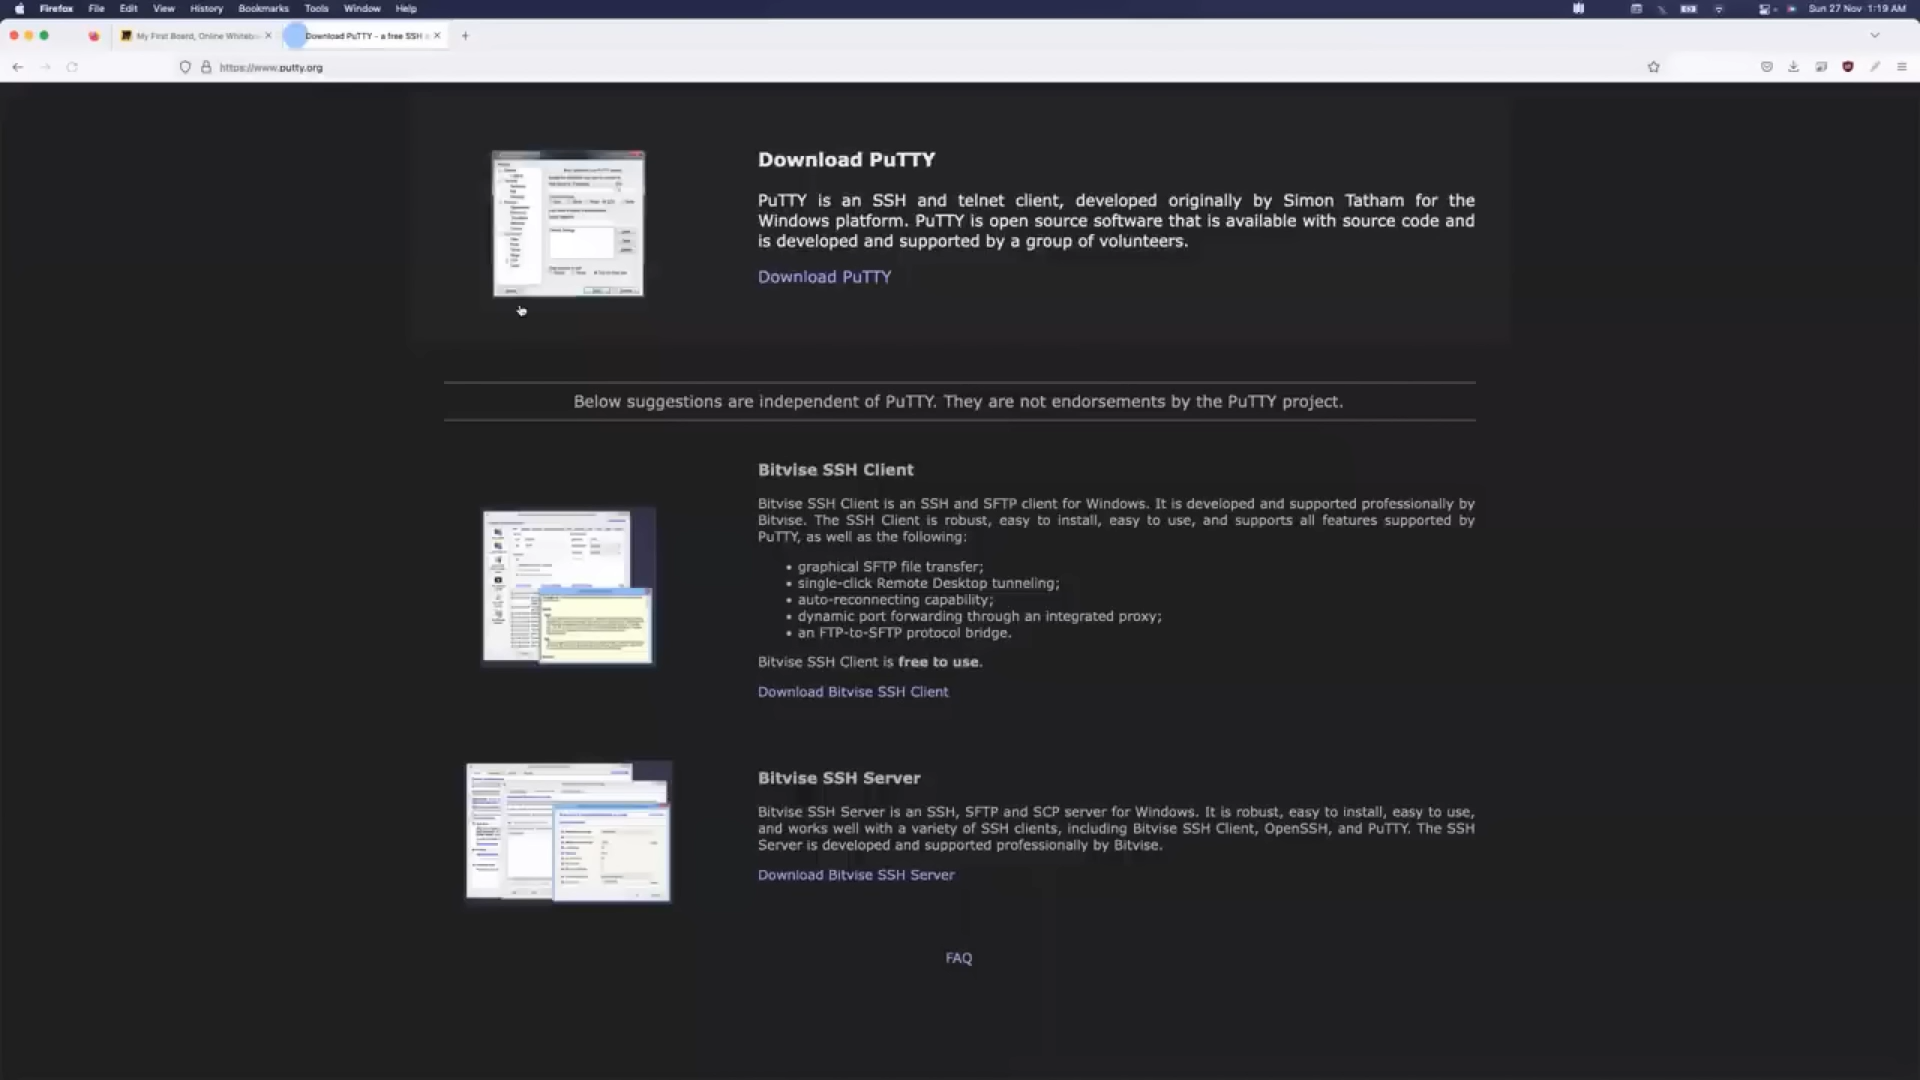 Firefox File Edit View History Bookmarks Tools Window Help
Sun 27 Nov 1:19 AM
My First Board, Online Whitebo
Download PuTTY - a free SSH
https://www.putty.org
Download PuTTY
PuTTY is an SSH and telnet client, developed originally by Simon Tatham for the
Windows platform. PuTTY is open source software that is available with source code and
is developed and supported by a group of volunteers.
Download PuTTY
Below suggestions are independent of PuTTY. They are not endorsements by the PuTTY project.
Bitvise SSH Client
Bitvise SSH Client is an SSH and SFTP client for Windows. It is developed and supported professionally by
Bitvise. The SSH Client is robust, easy to install, easy to use, and supports all features supported by
PuTTY, as well as the following:
• graphical SFTP file transfer;
• single-click Remote Desktop tunneling;
• auto-reconnecting capability;
• dynamic port forwarding through an integrated proxy;
• an FTP-to-SFTP protocol bridge.
Bitvise SSH Client is free to use.
Download Bitvise SSH Client
Bitvise SSH Server
Bitvise SSH Server is an SSH, SFTP and SCP server for Windows. It is robust, easy to install, easy to use,
and works well with a variety of SSH clients, including Bitvise SSH Client, OpenSSH, and PuTTY. The SSH
Server is developed and supported professionally by Bitvise.
Download Bitvise SSH Server
FAQ